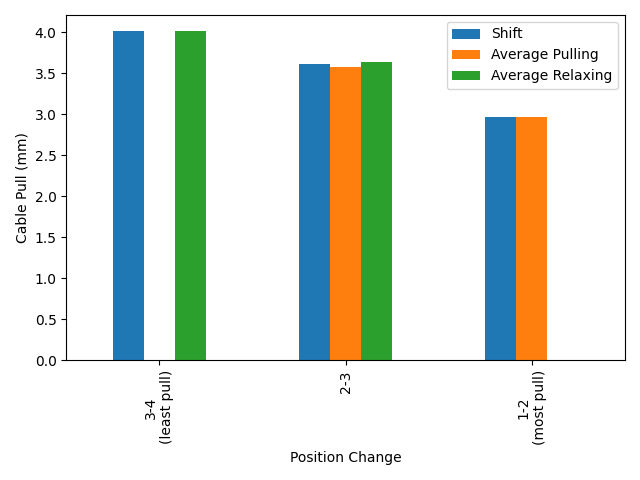 4.0
3.5
3.0
2.5
2.0
1.5
1.0
0.5
0.0
Cable Pull (mm)
Shift
Average Pulling
Average Relaxing
3-4
(least pull)
2-3
1-2
(most pull)
Position Change